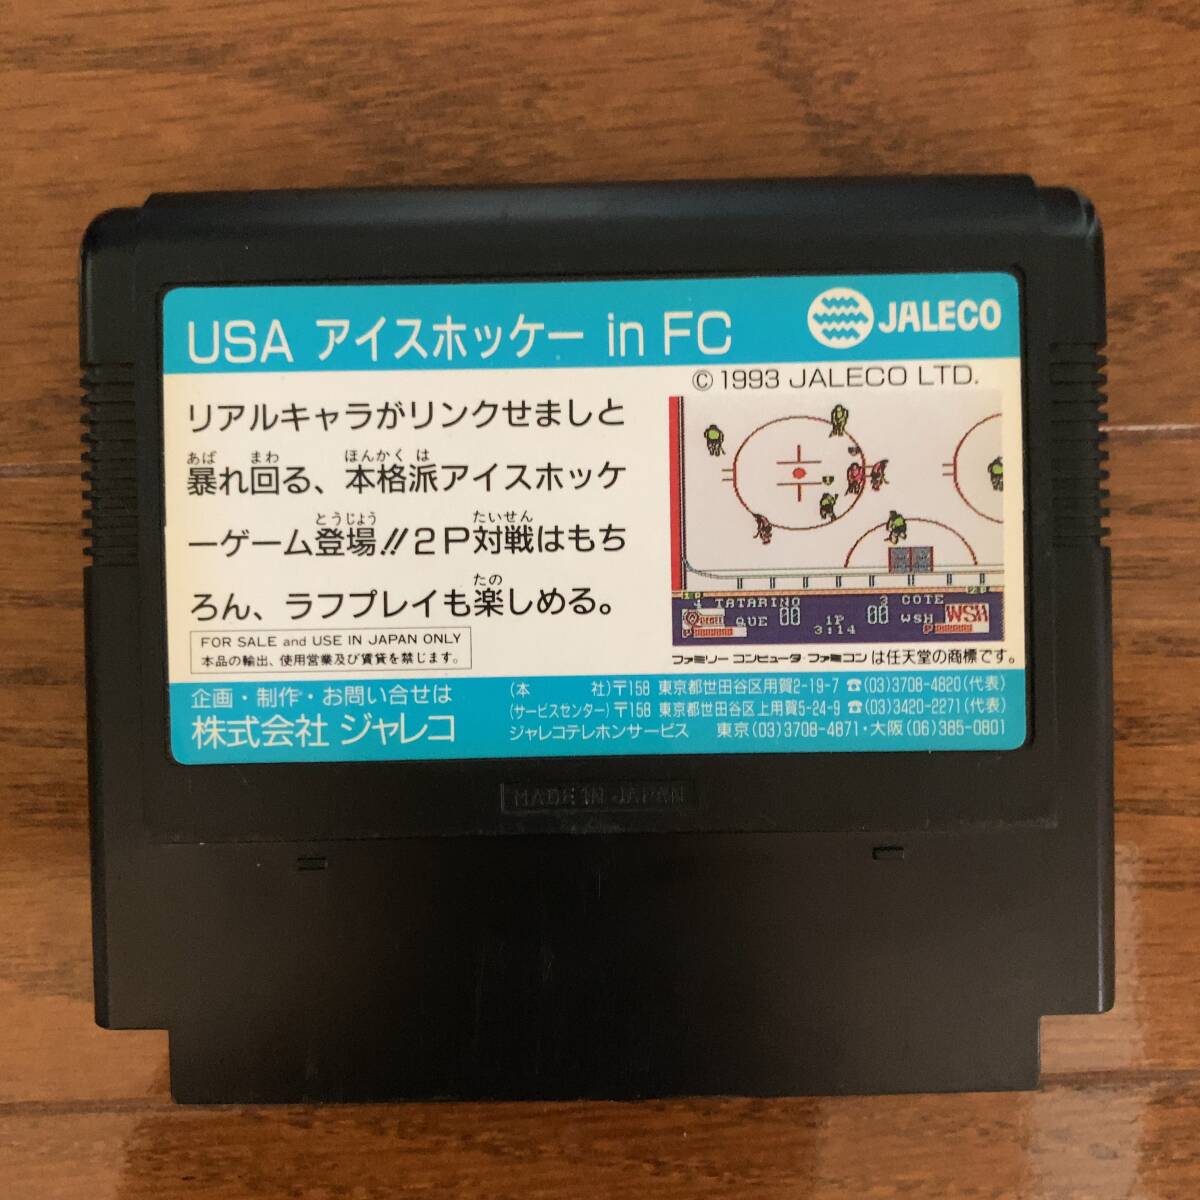 USA アイスホッケー in FC
JALECO
© 1993 JALECO LTD.
リアルキャラがリンクせましと
あば まわ ほんかく は
暴れ回る、本格派アイスホッケ
とうじょう たいせん
ーゲーム登場!!2P対戦はもち
たの
ろん、ラフプレイも楽しめる。
1P 2P
4 TATARINO 3 COTE
QUE 00 1P 00 WSH WSH
P 3:14 P
FOR SALE and USE IN JAPAN ONLY
本品の輸出、使用営業及び賃貸を禁じます。
ファミリー コンピュータ・ファミコン は任天堂の商標です。
企画・制作・お問い合せは
株式会社 ジャレコ
(本 社)〒158 東京都世田谷区用賀2-19-7 ☎(03)3708-4820(代表)
(サービスセンター)〒158 東京都世田谷区上用賀5-24-9 ☎(03)3420-2271(代表)
ジャレコテレホンサービス 東京(03)3708-4871・大阪(06)385-0801
MADE IN JAPAN